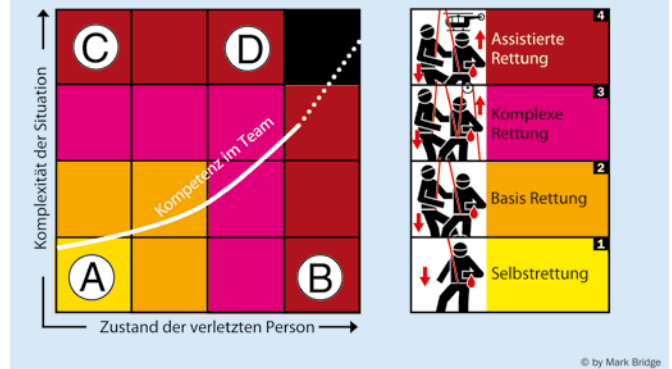 Komplexität der Situation
C
D
Kompetenz im Team
A
B
Zustand der verletzten Person
4
Assistierte
Rettung
3
Komplexe
Rettung
2
Basis Rettung
1
Selbstrettung
© by Mark Bridge